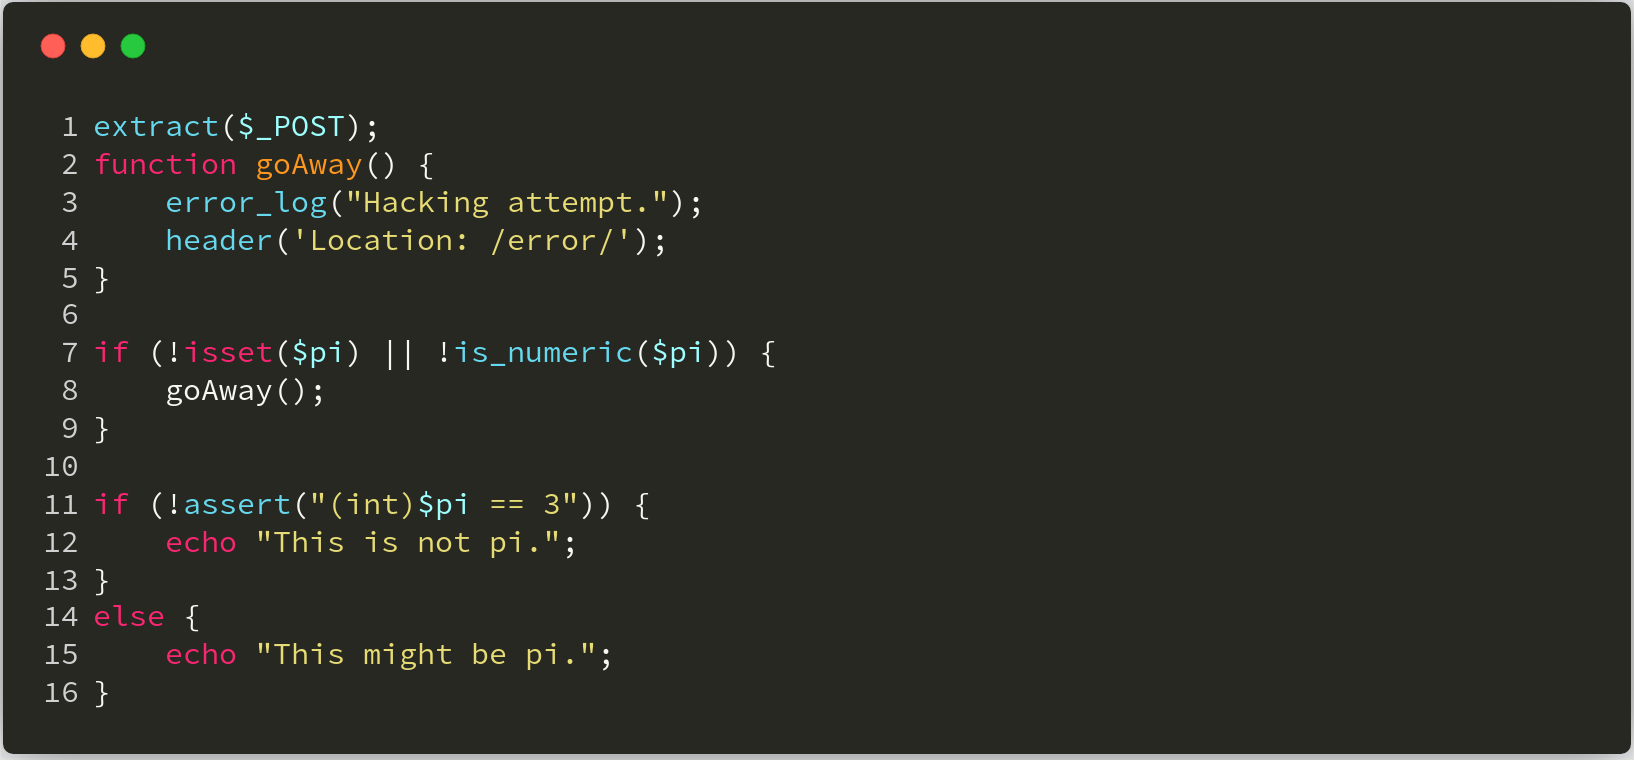 1 extract($_POST);
2 function goAway() {
3     error_log("Hacking attempt.");
4     header('Location: /error/');
5 }
6
7 if (!isset($pi) || !is_numeric($pi)) {
8     goAway();
9 }
10
11 if (!assert("(int)$pi == 3")) {
12     echo "This is not pi.";
13 }
14 else {
15     echo "This might be pi.";
16 }